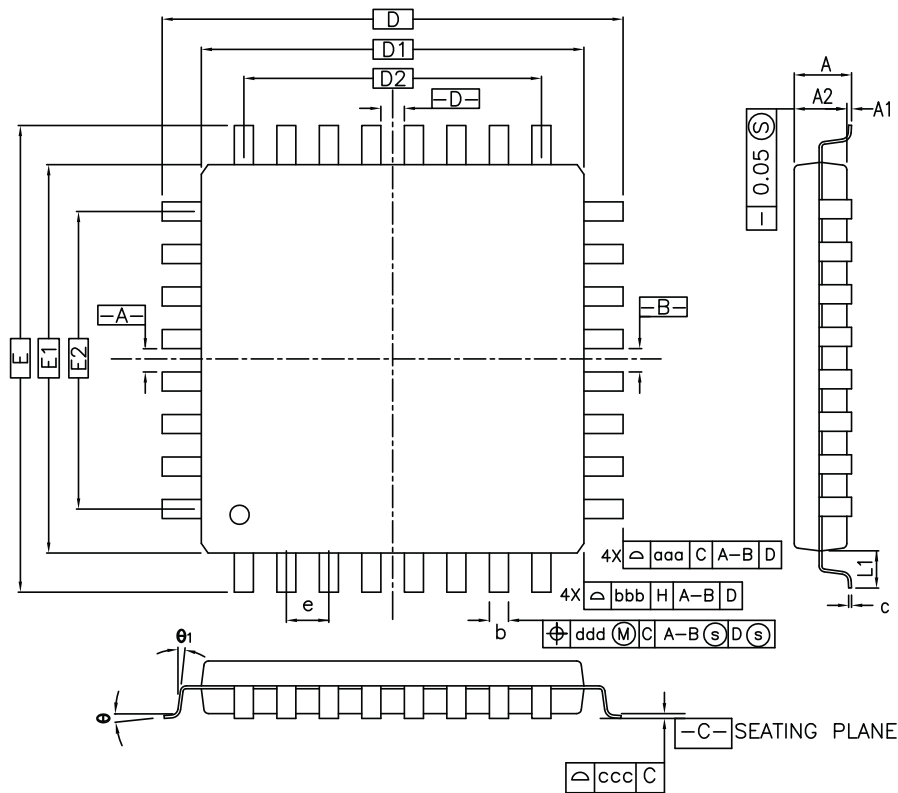 D
D1
D2
–D–
A
A2
A1
– 0.05 Ⓢ
E
E1
E2
–A–
–B–
4X ⌓ aaa C A–B D
4X ⌓ bbb H A–B D
⌖ ddd Ⓜ C A–B ⓢ D ⓢ
e
b
L1
c
θ1
θ
–C– SEATING PLANE
⌓ ccc C